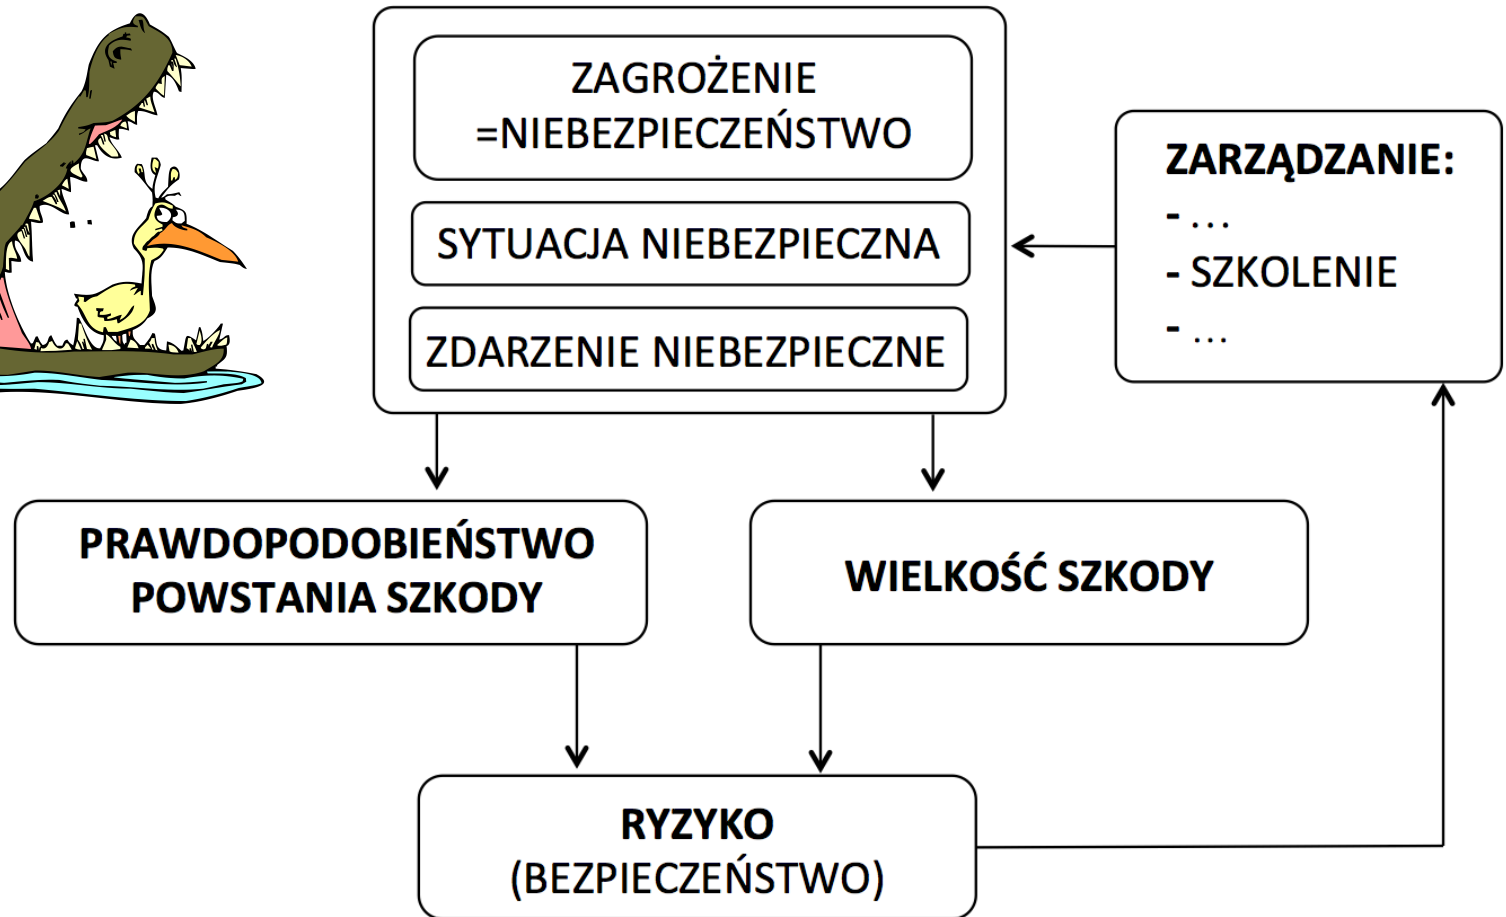 ZAGROŻENIE
=NIEBEZPIECZEŃSTWO
SYTUACJA NIEBEZPIECZNA
ZDARZENIE NIEBEZPIECZNE
ZARZĄDZANIE:
- ...
- SZKOLENIE
- ...
PRAWDOPODOBIEŃSTWO
POWSTANIA SZKODY
WIELKOŚĆ SZKODY
RYZYKO
(BEZPIECZEŃSTWO)